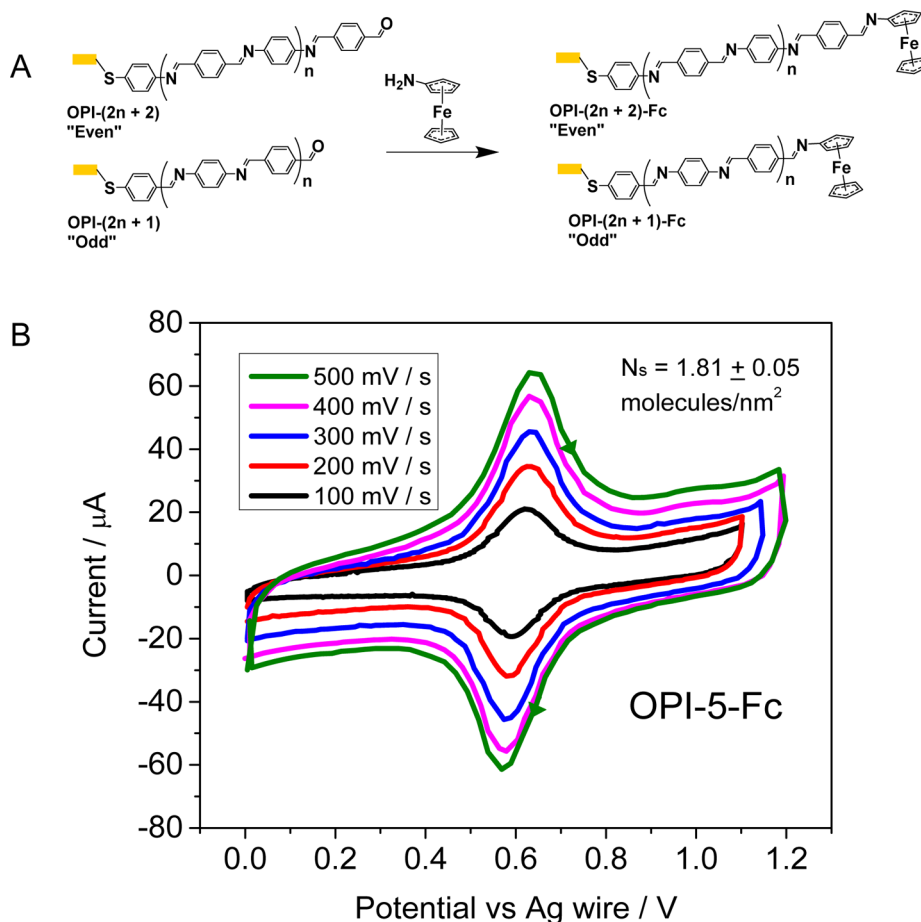 A
S
N
N
N
n
O
OPI-(2n + 2)
"Even"
S
N
N
n
O
OPI-(2n + 1)
"Odd"
H₂N
Fe
S
N
N
N
n
N
Fe
OPI-(2n + 2)-Fc
"Even"
S
N
N
n
N
Fe
OPI-(2n + 1)-Fc
"Odd"
B
80
60
40
20
0
-20
-40
-60
-80
Current / μA
500 mV / s
400 mV / s
300 mV / s
200 mV / s
100 mV / s
Ns = 1.81 ± 0.05
molecules/nm²
OPI-5-Fc
0.0 0.2 0.4 0.6 0.8 1.0 1.2
Potential vs Ag wire / V